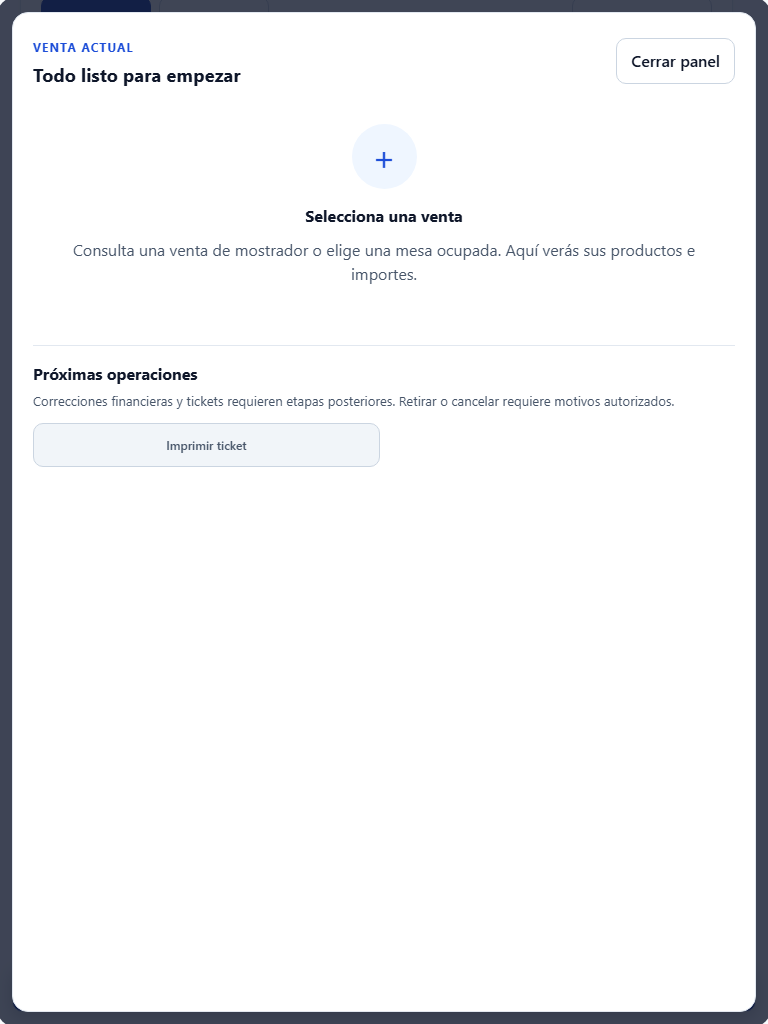 VENTA ACTUAL
Todo listo para empezar
Cerrar panel
+
Selecciona una venta
Consulta una venta de mostrador o elige una mesa ocupada. Aquí verás sus productos e
importes.
Próximas operaciones
Correcciones financieras y tickets requieren etapas posteriores. Retirar o cancelar requiere motivos autorizados.
Imprimir ticket